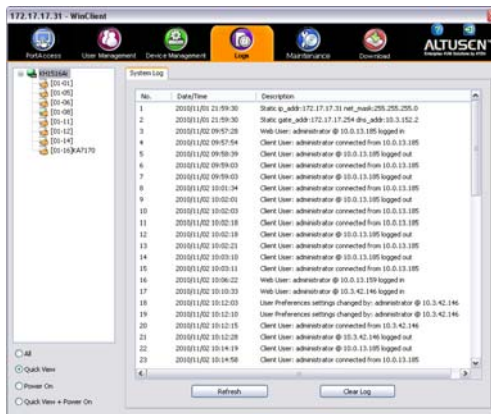 172.17.17.31 - WinClient
PortAccess
User Management
Device Management
Logs
Maintenance
Download
ALTUSEN
KH1516Ai
[01-01]
[01-05]
[01-06]
[01-08]
[01-11]
[01-12]
[01-14]
[01-16]KA7170
All
Quick View
Power On
Quick View + Power On
System Log
No. Date/Time Description
1 2010/11/01 21:59:30 Static ip_addr:172.17.17.31 net_mask:255.255.255.0
2 2010/11/01 21:59:30 Static gate_addr:172.17.17.254 dns_addr:10.3.152.2
3 2010/11/02 09:57:28 Web User: administrator @ 10.0.13.185 logged in
4 2010/11/02 09:57:54 Client User: administrator connected from 10.0.13.185
5 2010/11/02 09:58:39 Client User: administrator @ 10.0.13.185 logged out
6 2010/11/02 09:59:03 Client User: administrator connected from 10.0.13.185
7 2010/11/02 09:59:03 Client User: administrator @ 10.0.13.185 logged out
8 2010/11/02 10:01:34 Client User: administrator connected from 10.0.13.185
9 2010/11/02 10:02:01 Client User: administrator @ 10.0.13.185 logged out
10 2010/11/02 10:02:03 Client User: administrator connected from 10.0.13.185
11 2010/11/02 10:02:18 Client User: administrator connected from 10.0.13.185
12 2010/11/02 10:02:18 Client User: administrator @ 10.0.13.185 logged out
13 2010/11/02 10:02:21 Client User: administrator connected from 10.0.13.185
14 2010/11/02 10:03:10 Client User: administrator @ 10.0.13.185 logged out
15 2010/11/02 10:03:11 Client User: administrator connected from 10.0.13.185
16 2010/11/02 10:06:22 Web User: administrator @ 10.0.13.159 logged in
17 2010/11/02 10:10:33 Web User: administrator @ 10.3.42.146 logged in
18 2010/11/02 10:12:03 User Preferences settings changed by: administrator @ 10.3.42.146
19 2010/11/02 10:12:10 User Preferences settings changed by: administrator @ 10.3.42.146
20 2010/11/02 10:12:15 Client User: administrator connected from 10.3.42.146
21 2010/11/02 10:12:28 Client User: administrator @ 10.3.42.146 logged out
22 2010/11/02 10:14:19 Client User: administrator @ 10.0.13.185 logged out
23 2010/11/02 10:14:58 Client User: administrator connected from 10.0.13.185
Refresh
Clear Log